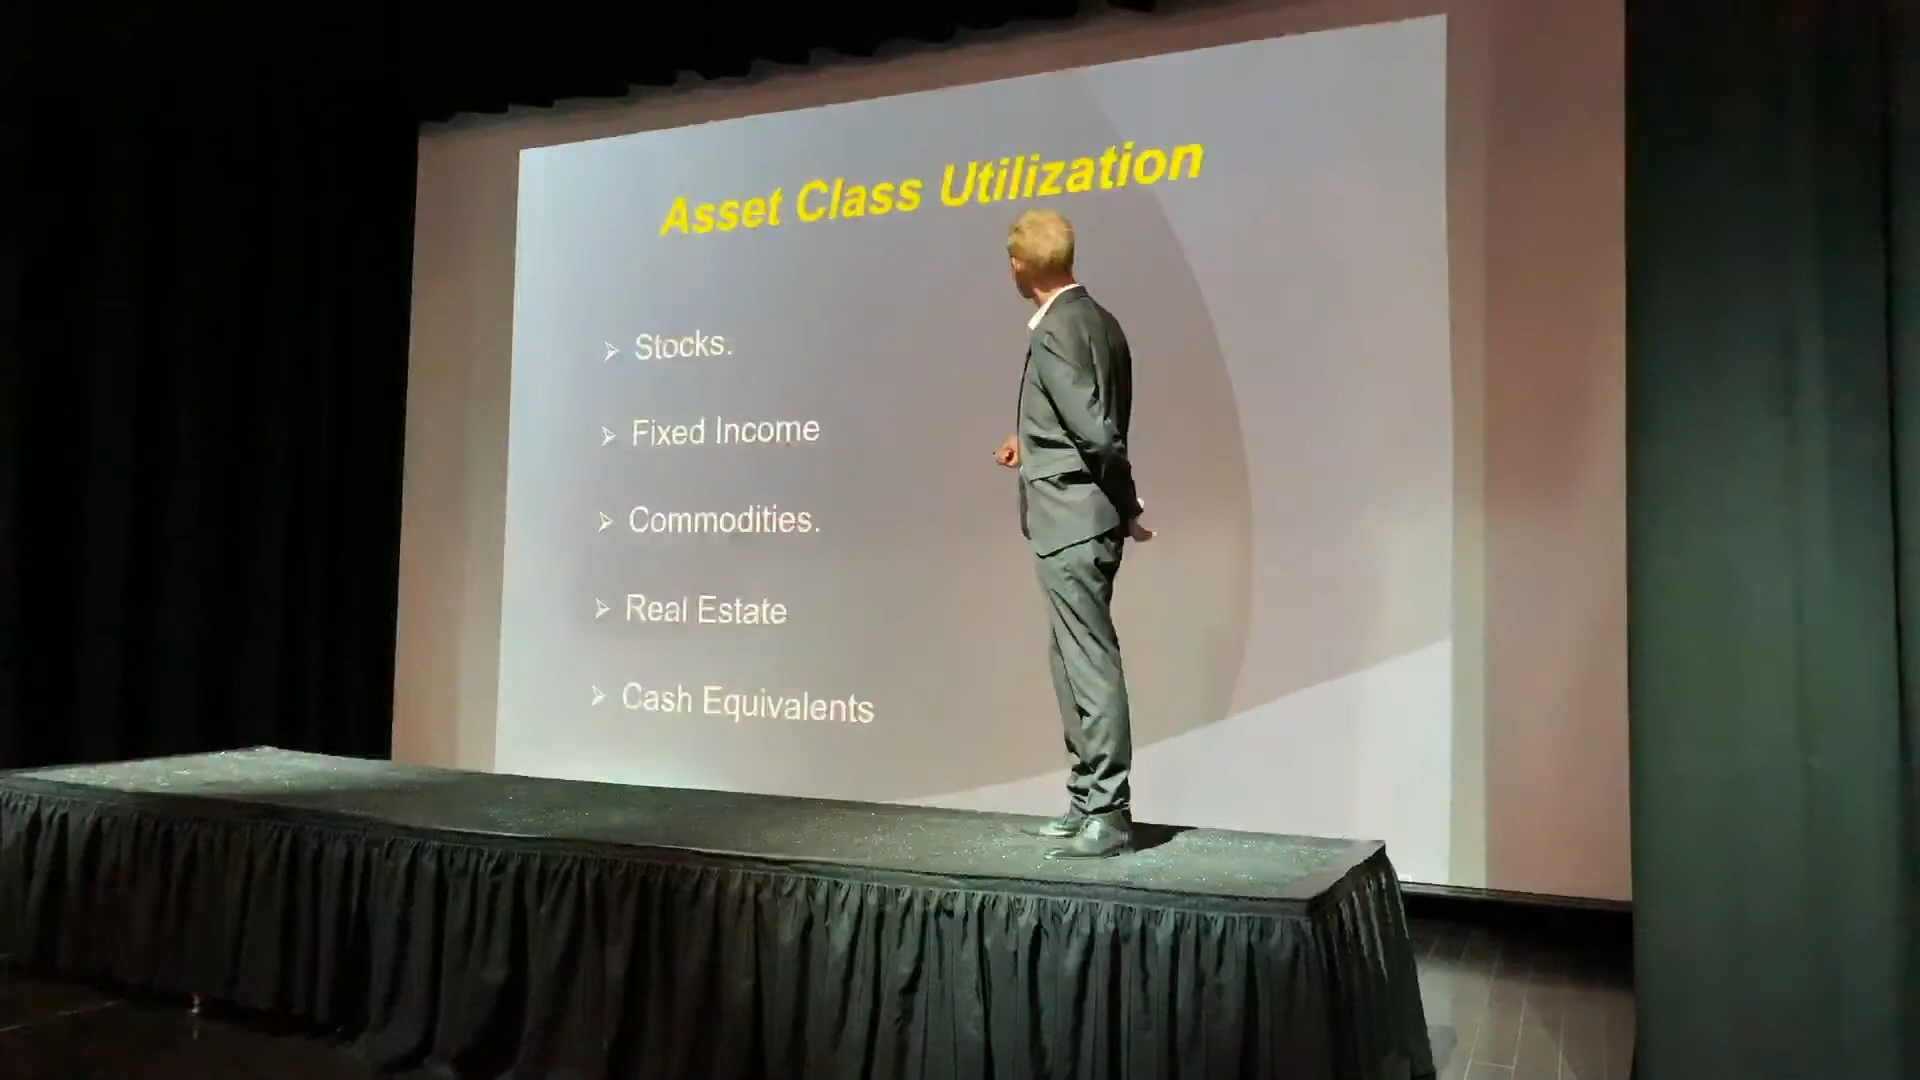 Asset Class Utilization
Stocks.
Fixed Income
Commodities.
Real Estate
Cash Equivalents